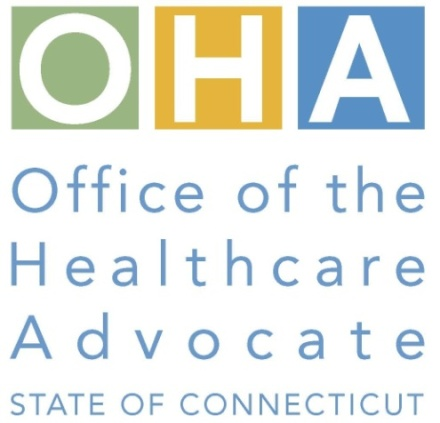 OHA
Office of the
Healthcare
Advocate
STATE OF CONNECTICUT